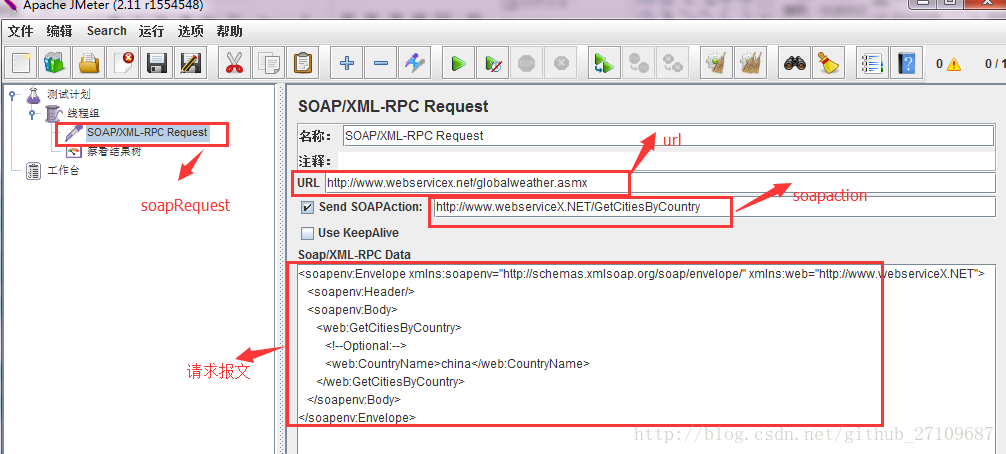 Apache JMeter (2.11 r1554548)
文件 编辑 Search 运行 选项 帮助
0
0 / 1
测试计划
线程组
SOAP/XML-RPC Request
察看结果树
工作台
soapRequest
SOAP/XML-RPC Request
名称： SOAP/XML-RPC Request
注释：
url
URL http://www.webservicex.net/globalweather.asmx
soapaction
Send SOAPAction: http://www.webserviceX.NET/GetCitiesByCountry
Use KeepAlive
Soap/XML-RPC Data
<soapenv:Envelope xmlns:soapenv="http://schemas.xmlsoap.org/soap/envelope/" xmlns:web="http://www.webserviceX.NET">
<soapenv:Header/>
<soapenv:Body>
<web:GetCitiesByCountry>
<!--Optional:-->
<web:CountryName>china</web:CountryName>
</web:GetCitiesByCountry>
</soapenv:Body>
</soapenv:Envelope>
请求报文
http://blog.csdn.net/github_27109687